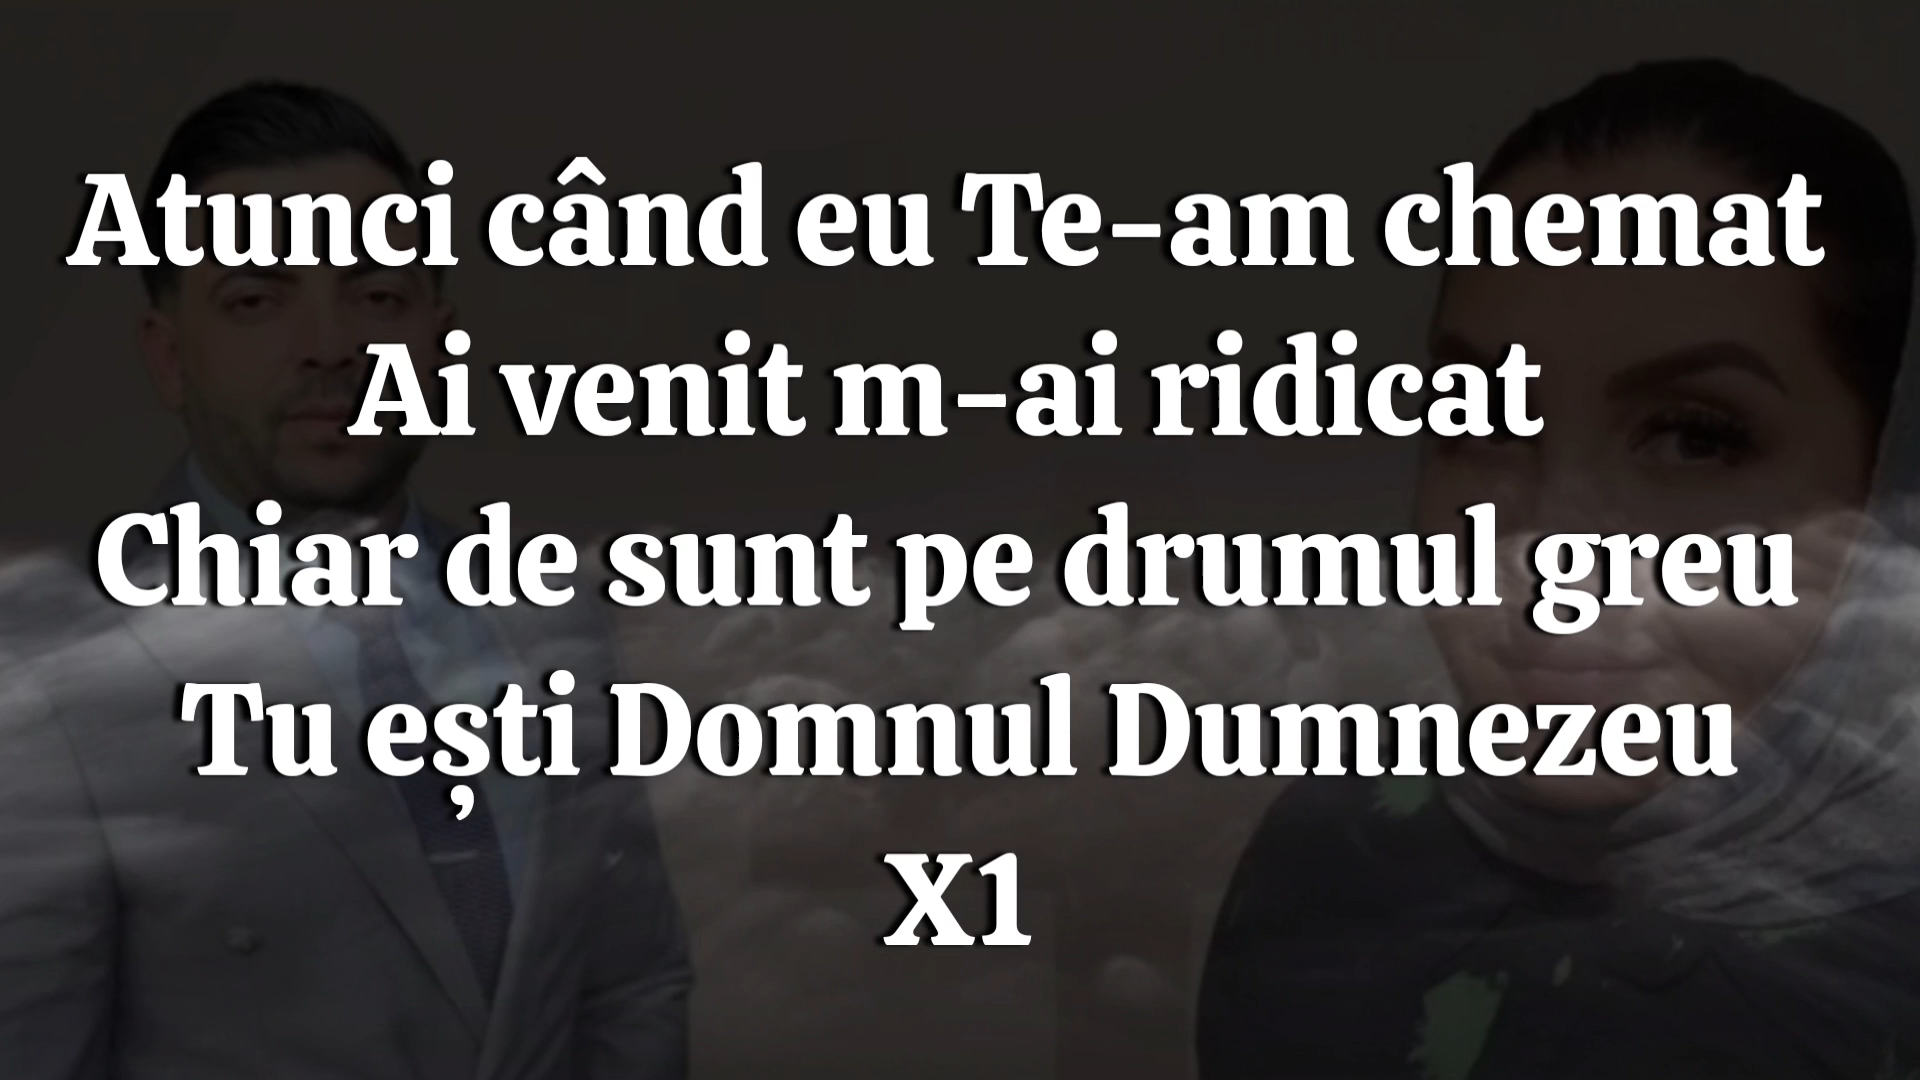 Atunci când eu Te-am chemat
Ai venit m-ai ridicat
Chiar de sunt pe drumul greu
Tu ești Domnul Dumnezeu
X1